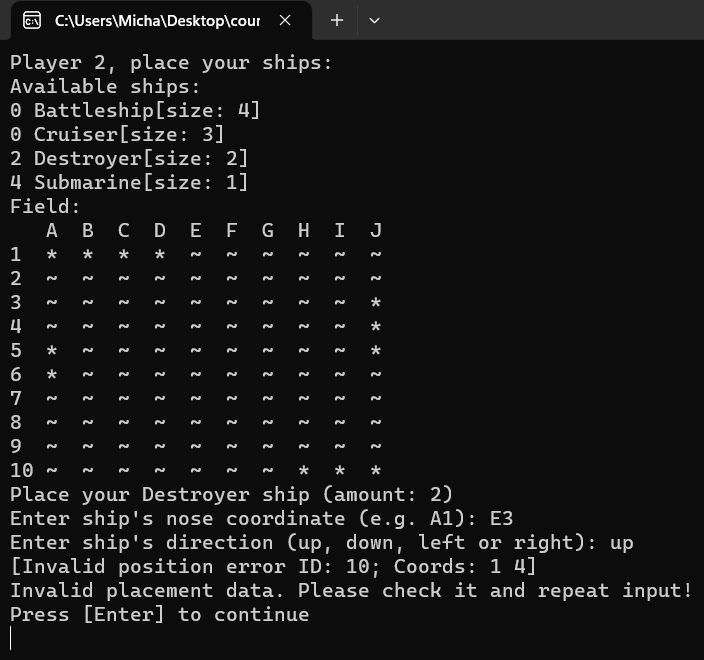 C:\Users\Micha\Desktop\cour
Player 2, place your ships:
Available ships:
0 Battleship[size: 4]
0 Cruiser[size: 3]
2 Destroyer[size: 2]
4 Submarine[size: 1]
Field:
A B C D E F G H I J
1 * * * * ~ ~ ~ ~ ~ ~
2 ~ ~ ~ ~ ~ ~ ~ ~ ~ ~
3 ~ ~ ~ ~ ~ ~ ~ ~ ~ *
4 ~ ~ ~ ~ ~ ~ ~ ~ ~ *
5 * ~ ~ ~ ~ ~ ~ ~ ~ *
6 * ~ ~ ~ ~ ~ ~ ~ ~ ~
7 ~ ~ ~ ~ ~ ~ ~ ~ ~ ~
8 ~ ~ ~ ~ ~ ~ ~ ~ ~ ~
9 ~ ~ ~ ~ ~ ~ ~ ~ ~ ~
10 ~ ~ ~ ~ ~ ~ ~ * * *
Place your Destroyer ship (amount: 2)
Enter ship's nose coordinate (e.g. A1): E3
Enter ship's direction (up, down, left or right): up
[Invalid position error ID: 10; Coords: 1 4]
Invalid placement data. Please check it and repeat input!
Press [Enter] to continue